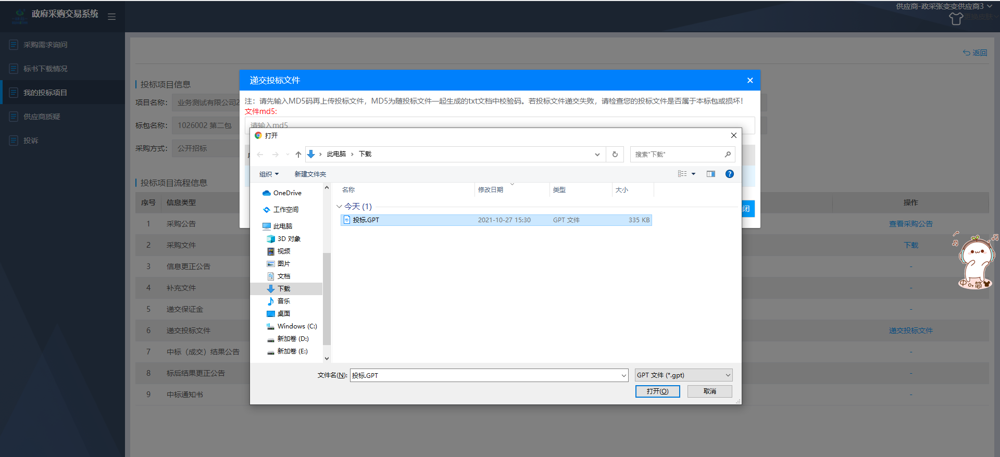 政府采购交易系统
供应商-政采张变变供应商3
更换皮肤
采购需求询问
标书下载情况
我的投标项目
供应商质疑
投诉
返回
投标项目信息
项目名称:
业务测试有限公司2
标包名称:
1026002 第二包
采购方式:
公开招标
递交投标文件
注：请先输入MD5码再上传投标文件，MD5为随投标文件一起生成的txt文档中校验码。若投标文件递交失败，请检查您的投标文件是否属于本标包或损坏!
文件md5:
请输入md5
闭
打开
此电脑 › 下载
搜索"下载"
组织
新建文件夹
OneDrive
工作空间
此电脑
3D 对象
视频
图片
文档
下载
音乐
桌面
Windows (C:)
新加卷 (D:)
新加卷 (E:)
名称 修改日期 类型 大小
今天 (1)
投标.GPT 2021-10-27 15:30 GPT 文件 335 KB
文件名(N): 投标.GPT
GPT 文件 (*.gpt)
打开(O)
取消
投标项目流程信息
序号 信息类型 操作
1 采购公告 查看采购公告
2 采购文件 下载
3 信息更正公告 -
4 补充文件 -
5 递交保证金 -
6 递交投标文件 递交投标文件
7 中标（成交）结果公告 -
8 标后结果更正公告 -
9 中标通知书 -
中 简